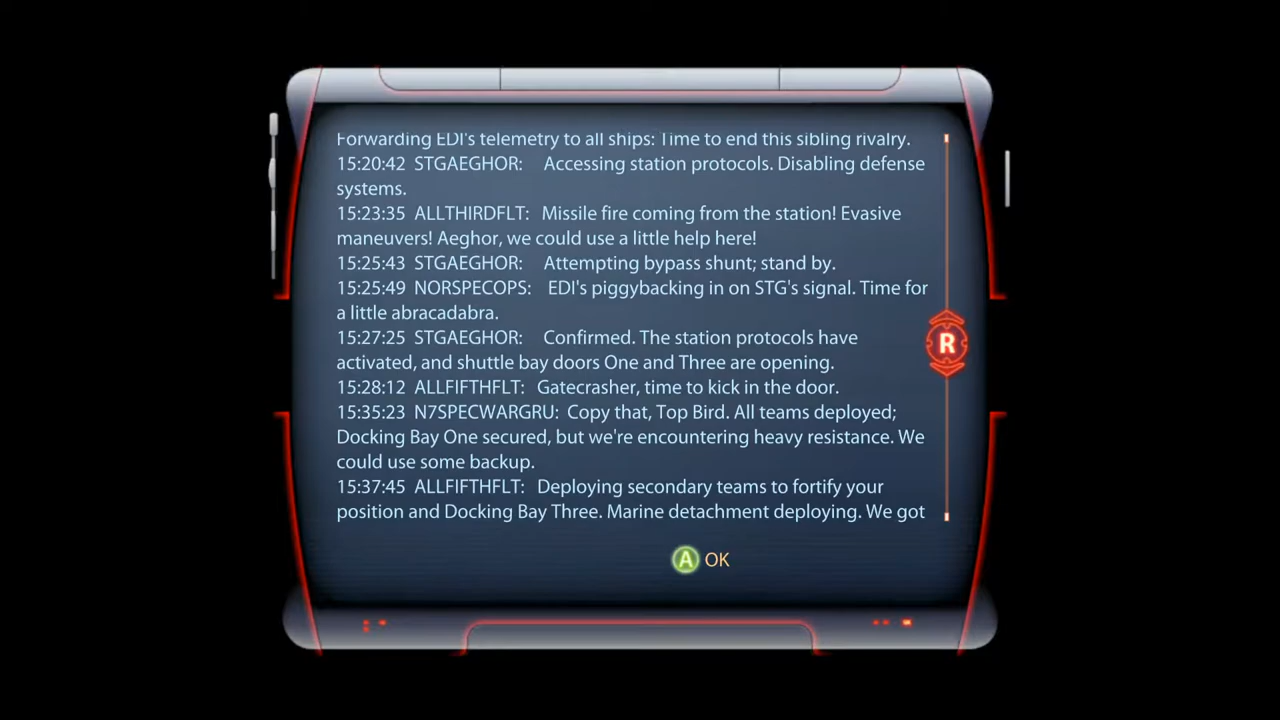 Forwarding EDI's telemetry to all ships: Time to end this sibling rivalry.
15:20:42 STGAEGHOR: Accessing station protocols. Disabling defense
systems.
15:23:35 ALLTHIRDFLT: Missile fire coming from the station! Evasive
maneuvers! Aeghor, we could use a little help here!
15:25:43 STGAEGHOR: Attempting bypass shunt; stand by.
15:25:49 NORSPECOPS: EDI's piggybacking in on STG's signal. Time for
a little abracadabra.
15:27:25 STGAEGHOR: Confirmed. The station protocols have
activated, and shuttle bay doors One and Three are opening.
15:28:12 ALLFIFTHFLT: Gatecrasher, time to kick in the door.
15:35:23 N7SPECWARGRU: Copy that, Top Bird. All teams deployed;
Docking Bay One secured, but we're encountering heavy resistance. We
could use some backup.
15:37:45 ALLFIFTHFLT: Deploying secondary teams to fortify your
position and Docking Bay Three. Marine detachment deploying. We got
R
A OK